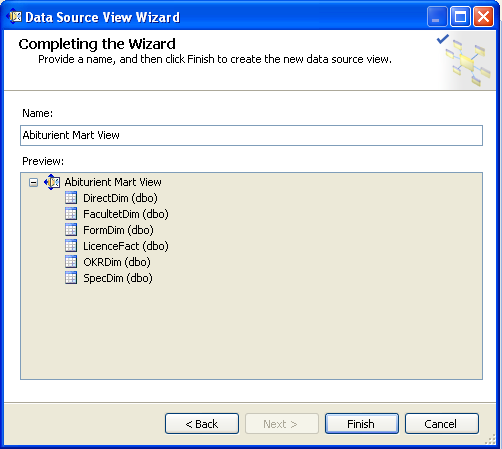 Data Source View Wizard
Completing the Wizard
Provide a name, and then click Finish to create the new data source view.
Name:
Abiturient Mart View
Preview:
Abiturient Mart View
DirectDim (dbo)
FacultetDim (dbo)
FormDim (dbo)
LicenceFact (dbo)
OKRDim (dbo)
SpecDim (dbo)
< Back
Next >
Finish
Cancel